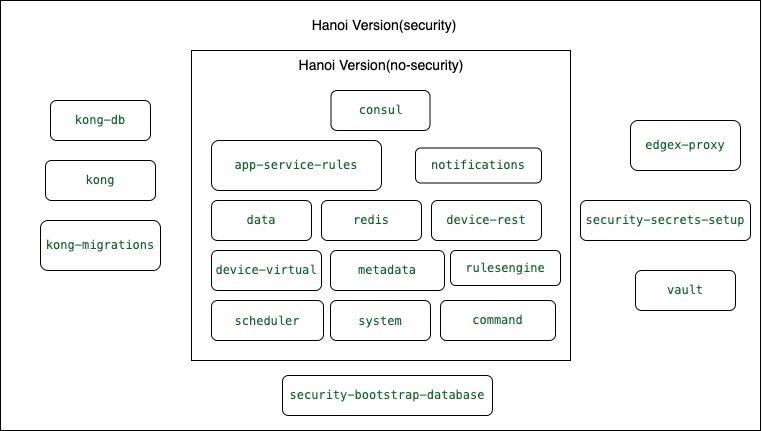 Hanoi Version(security)
Hanoi Version(no-security)
consul
kong-db
app-service-rules
notifications
edgex-proxy
kong
data
redis
device-rest
security-secrets-setup
kong-migrations
device-virtual
metadata
rulesengine
vault
scheduler
system
command
security-bootstrap-database